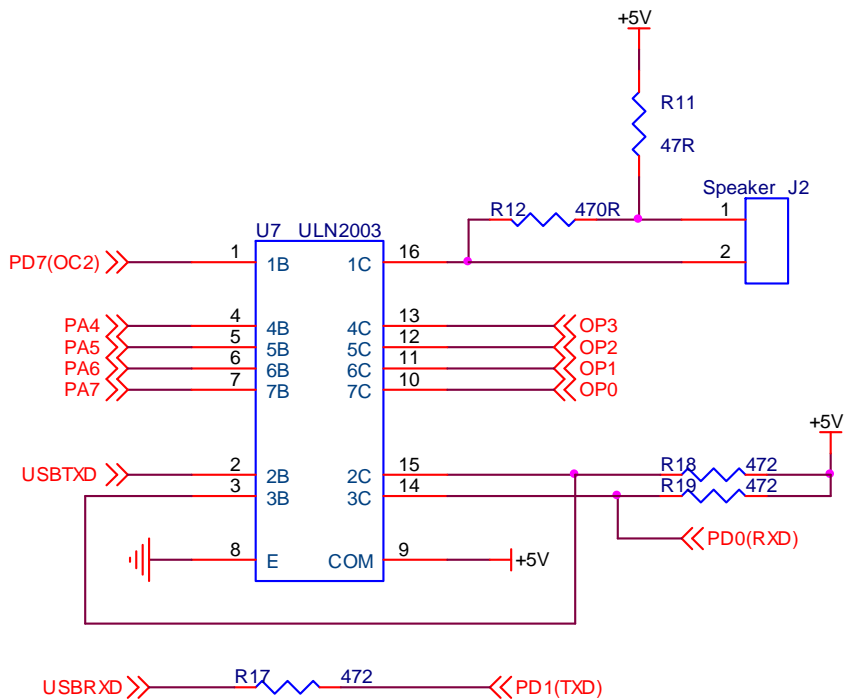 +5V
R11
47R
Speaker J2
R12 470R
1
2
U7 ULN2003
PD7(OC2) 1 1B 1C 16
PA4 4 4B 4C 13 OP3
PA5 5 5B 5C 12 OP2
PA6 6 6B 6C 11 OP1
PA7 7 7B 7C 10 OP0
+5V
USBTXD 2 2B 2C 15 R18 472
3 3B 3C 14 R19 472
PD0(RXD)
8 E COM 9 +5V
USBRXD R17 472 PD1(TXD)